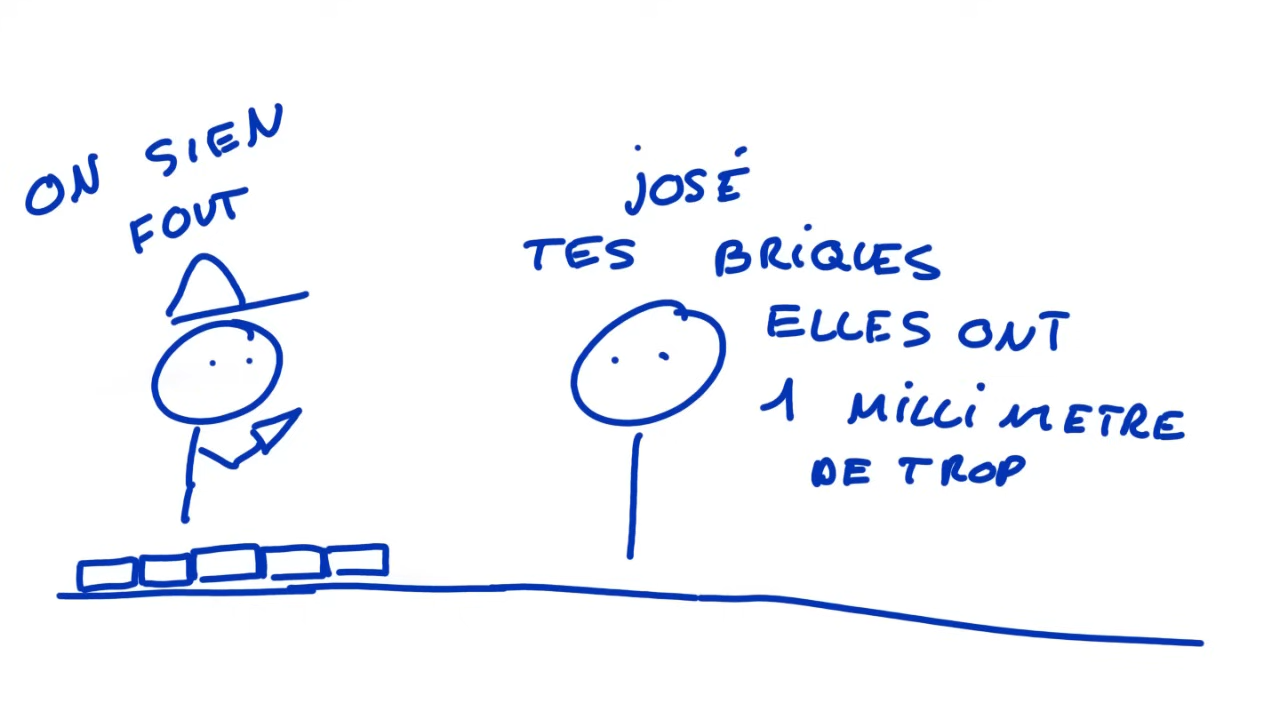 ON SIEN
FOUT
JOSÉ
TES BRIQUES
ELLES ONT
1 MILLIMETRE
DE TROP